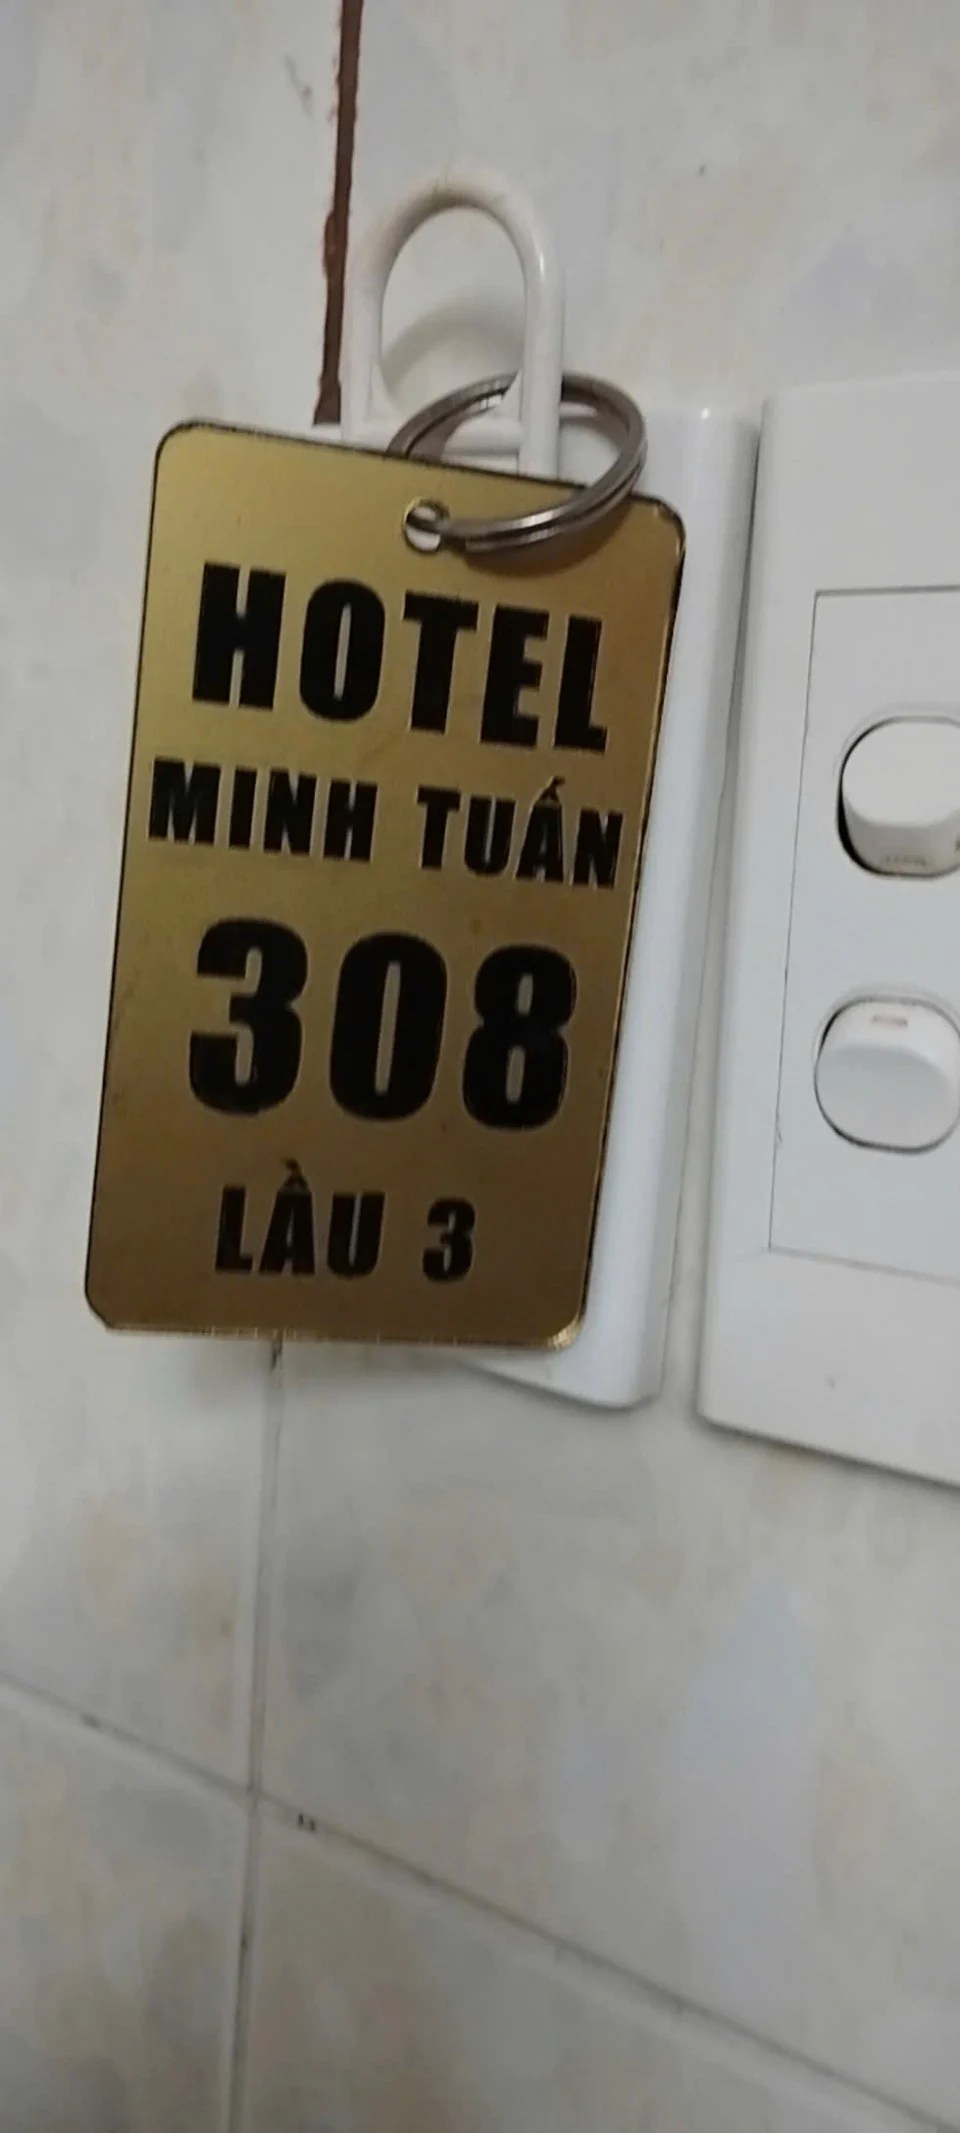 HOTEL
MINH TUẤN
308
LẦU 3